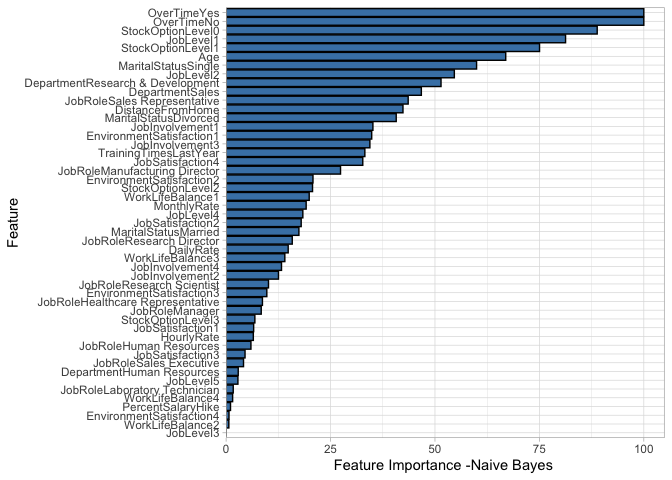 OverTimeYes
OverTimeNo
StockOptionLevel0
JobLevel1
StockOptionLevel1
Age
MaritalStatusSingle
JobLevel2
DepartmentResearch & Development
DepartmentSales
JobRoleSales Representative
DistanceFromHome
MaritalStatusDivorced
JobInvolvement1
EnvironmentSatisfaction1
JobInvolvement3
TrainingTimesLastYear
JobSatisfaction4
JobRoleManufacturing Director
EnvironmentSatisfaction2
StockOptionLevel2
WorkLifeBalance1
MonthlyRate
JobLevel4
JobSatisfaction2
MaritalStatusMarried
JobRoleResearch Director
DailyRate
WorkLifeBalance3
JobInvolvement4
JobInvolvement2
JobRoleResearch Scientist
EnvironmentSatisfaction3
JobRoleHealthcare Representative
JobRoleManager
StockOptionLevel3
JobSatisfaction1
HourlyRate
JobRoleHuman Resources
JobSatisfaction3
JobRoleSales Executive
DepartmentHuman Resources
JobLevel5
JobRoleLaboratory Technician
WorkLifeBalance4
PercentSalaryHike
EnvironmentSatisfaction4
WorkLifeBalance2
JobLevel3
Feature
0 25 50 75 100
Feature Importance -Naive Bayes